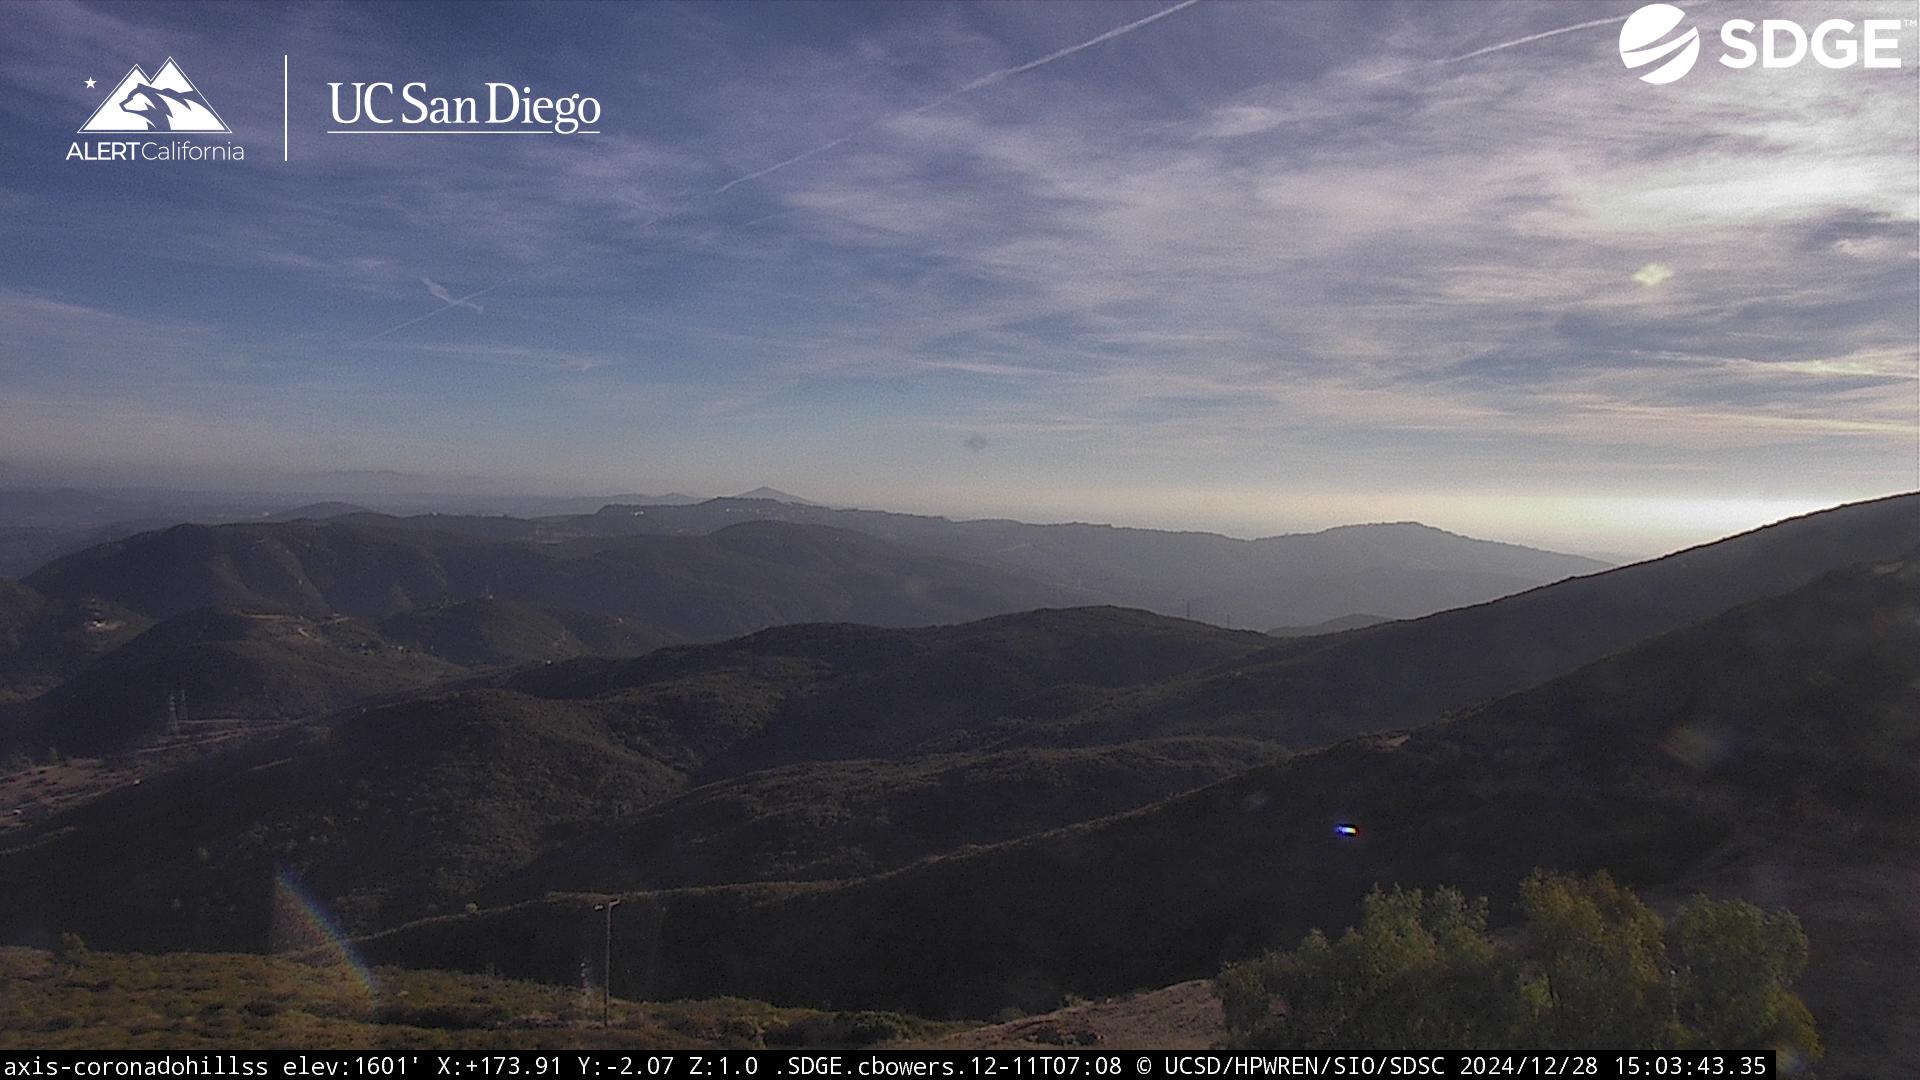 ALERTCalifornia
UC San Diego
SDGE™
axis-coronadohillss elev:1601' X:+173.91 Y:-2.07 Z:1.0 .SDGE.cbowers.12-11T07:08 © UCSD/HPWREN/SIO/SDSC 2024/12/28 15:03:43.35